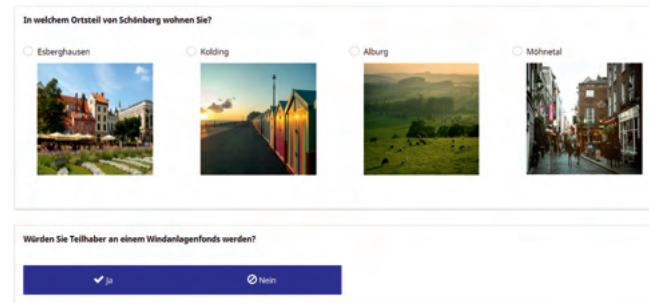 In welchem Ortsteil von Schönberg wohnen Sie?
Esberghausen Kolding Alburg Möhnetal
Würden Sie Teilhaber an einem Windanlagenfonds werden?
Ja Nein